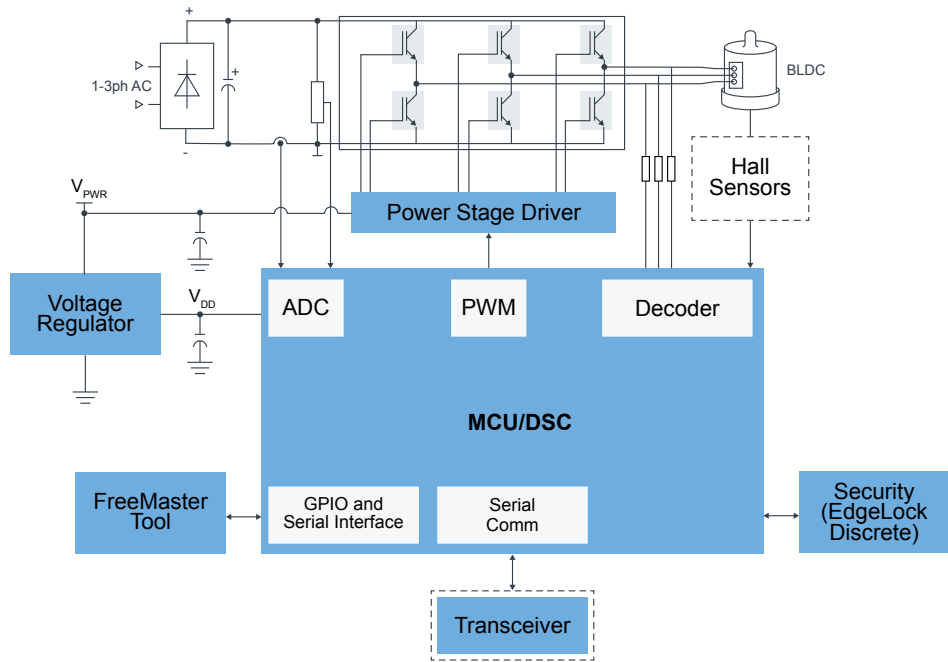 +
+
1-3ph AC
-
BLDC
Hall
Sensors
V PWR
Power Stage Driver
Voltage
Regulator
V DD
ADC
PWM
Decoder
MCU/DSC
FreeMaster
Tool
GPIO and
Serial Interface
Serial
Comm
Security
(EdgeLock
Discrete)
Transceiver